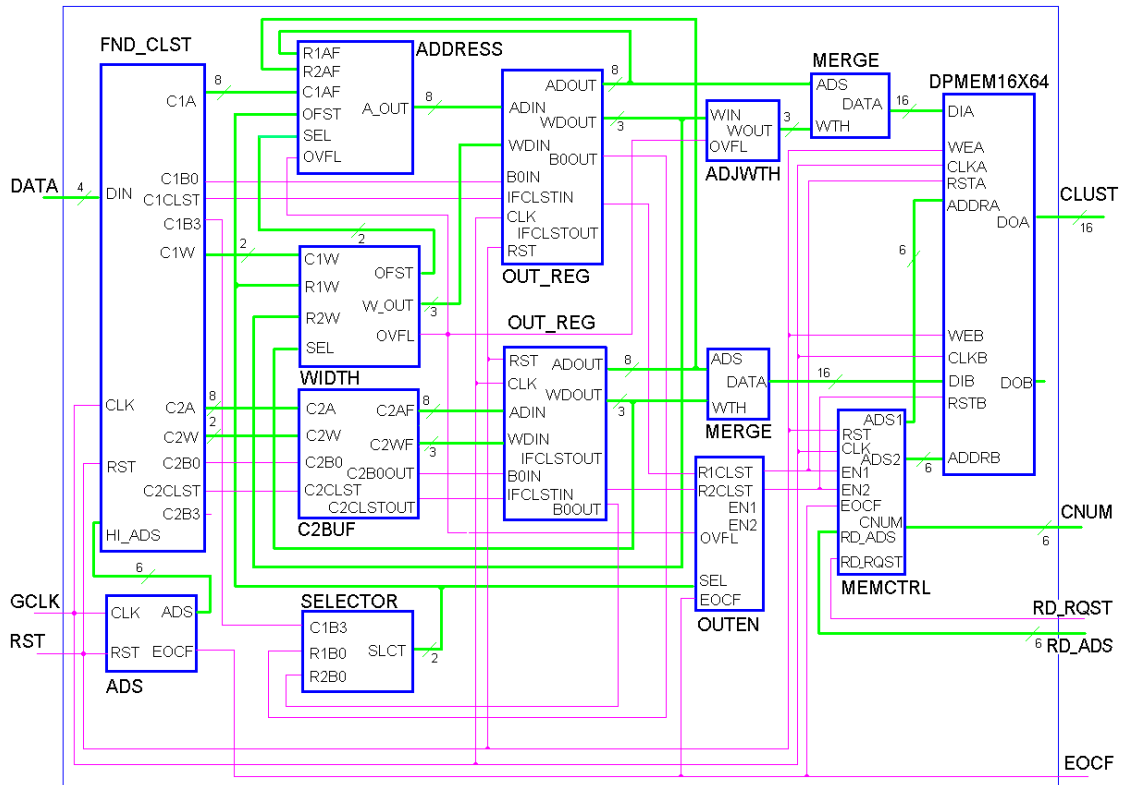 FND_CLST
C1A
DIN
C1B0
C1CLST
C1B3
C1W
CLK
C2A
C2W
RST
C2B0
C2CLST
C2B3
HI_ADS
8
2
8
2
6
DATA
4
GCLK
RST
CLK
ADS
RST
EOCF
ADS
ADDRESS
R1AF
R2AF
C1AF
OFST
A_OUT
SEL
OVFL
8
2
C1W
OFST
R1W
W_OUT
R2W
OVFL
SEL
3
WIDTH
C2A
C2AF
C2W
C2WF
C2B0
C2B0OUT
C2CLST
C2CLSTOUT
8
3
C2BUF
SELECTOR
C1B3
R1B0
SLCT
R2B0
2
ADOUT
ADIN
WDOUT
WDIN
B0OUT
B0IN
IFCLSTIN
CLK
IFCLSTOUT
RST
8
3
OUT_REG
OUT_REG
RST
ADOUT
CLK
WDOUT
ADIN
WDIN
IFCLSTOUT
B0IN
IFCLSTIN
B0OUT
8
3
WIN
WOUT
OVFL
3
ADJWTH
MERGE
ADS
DATA
WTH
16
ADS
DATA
WTH
16
MERGE
R1CLST
R2CLST
EN1
EN2
OVFL
SEL
EOCF
OUTEN
ADS1
RST
CLK
ADS2
EN1
EN2
EOCF
CNUM
RD_ADS
RD_RQST
MEMCTRL
6
6
DPMEM16X64
DIA
WEA
CLKA
RSTA
ADDRA
DOA
WEB
CLKB
DIB
DOB
RSTB
ADDRB
CLUST
16
CNUM
6
RD_RQST
6
RD_ADS
EOCF